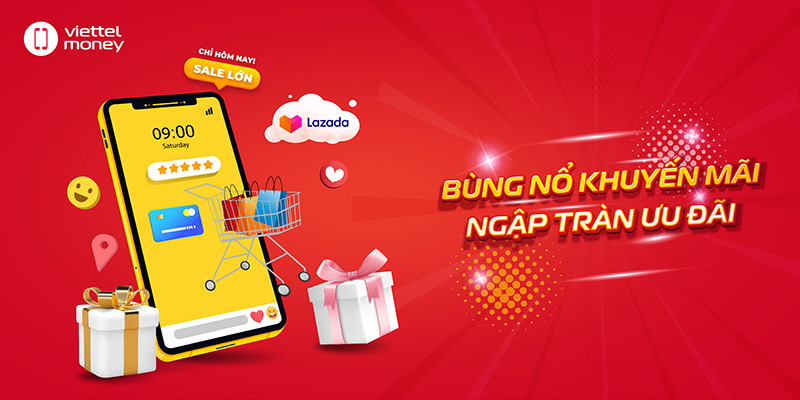 viettel
money
CHỈ HÔM NAY!
SALE LỚN
09:00
Saturday
Lazada
BÙNG NỔ KHUYẾN MÃI
NGẬP TRÀN ƯU ĐÃI